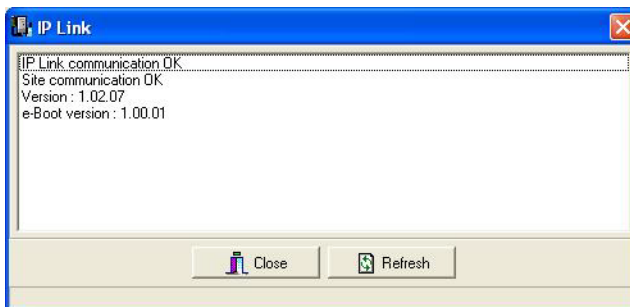 IP Link
IP Link communication OK
Site communication OK
Version : 1.02.07
e-Boot version : 1.00.01
Close Refresh